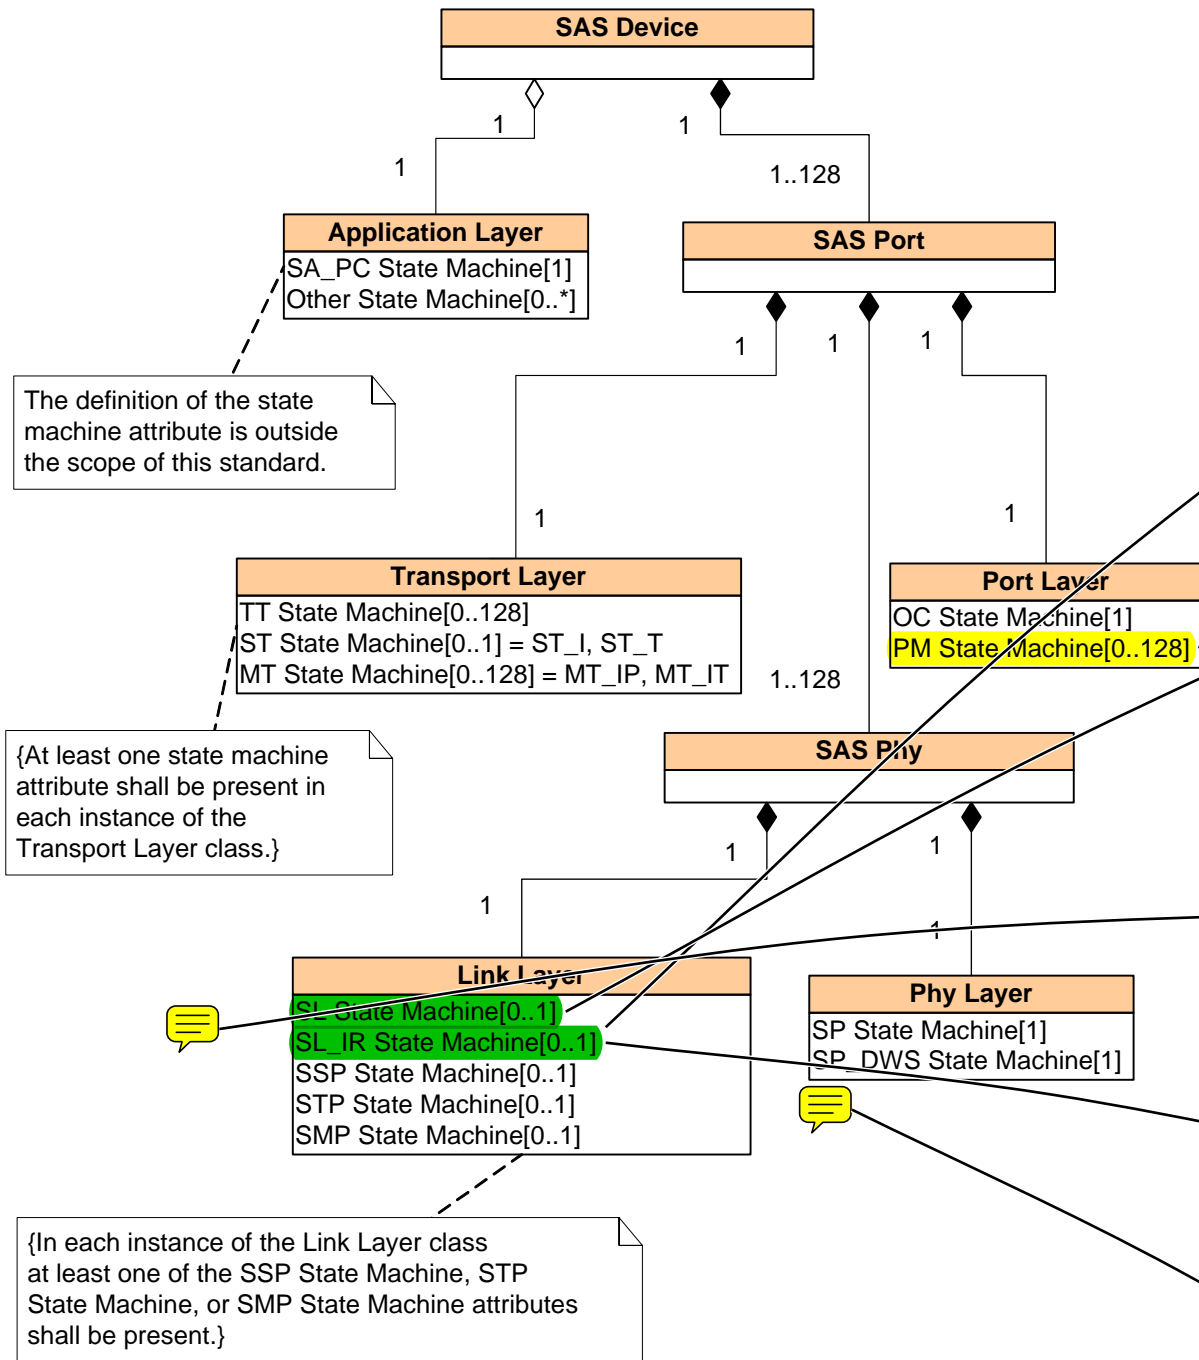 SAS Device
1
1
1
1..128
Application Layer
SA_PC State Machine[1]
Other State Machine[0..*]
SAS Port
1
1
1
The definition of the state
machine attribute is outside
the scope of this standard.
1
1
Transport Layer
TT State Machine[0..128]
ST State Machine[0..1] = ST_I, ST_T
MT State Machine[0..128] = MT_IP, MT_IT
Port Layer
OC State Machine[1]
PM State Machine[0..128]
1..128
{At least one state machine
attribute shall be present in
each instance of the
Transport Layer class.}
SAS Phy
1
1
1
1
Link Layer
SL State Machine[0..1]
SL_IR State Machine[0..1]
SSP State Machine[0..1]
STP State Machine[0..1]
SMP State Machine[0..1]
Phy Layer
SP State Machine[1]
SP_DWS State Machine[1]
{In each instance of the Link Layer class
at least one of the SSP State Machine, STP
State Machine, or SMP State Machine attributes
shall be present.}